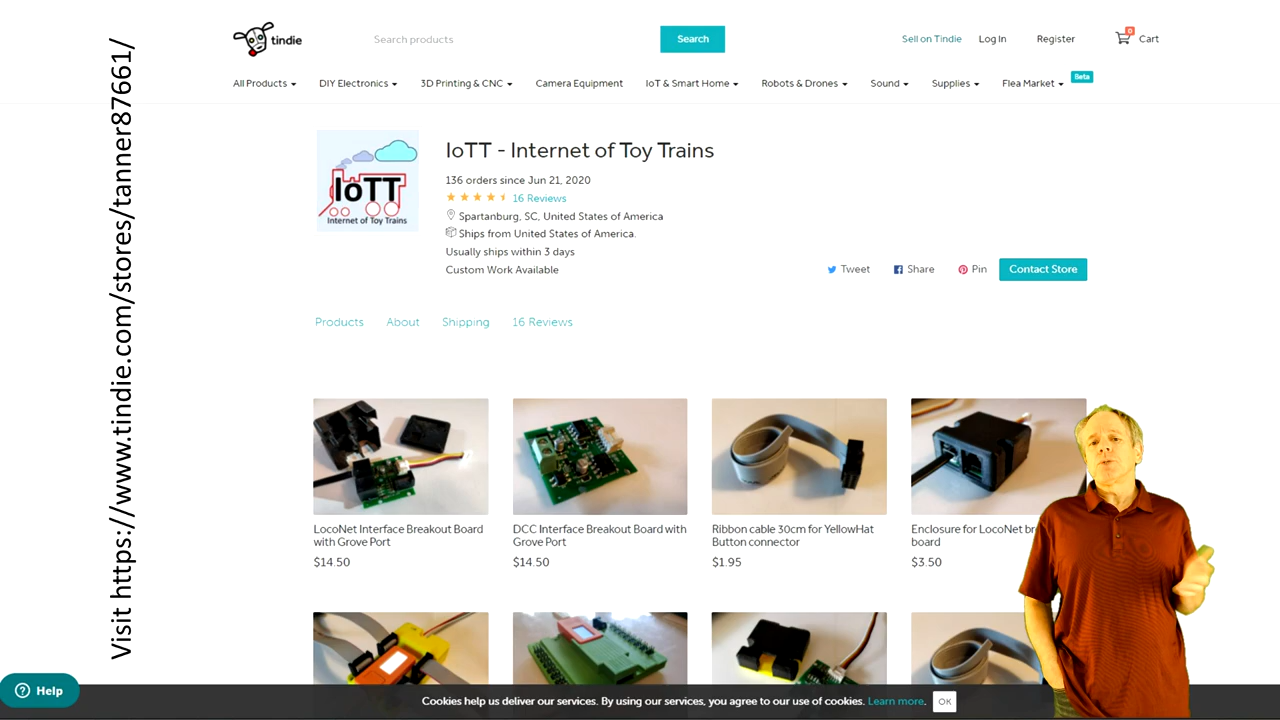 Visit https://www.tindie.com/stores/tanner87661/
tindie
Search products
Search
Sell on Tindie
Log In
Register
0
Cart
All Products
DIY Electronics
3D Printing & CNC
Camera Equipment
IoT & Smart Home
Robots & Drones
Sound
Supplies
Flea Market
Beta
IoTT
Internet of Toy Trains
IoTT - Internet of Toy Trains
136 orders since Jun 21, 2020
16 Reviews
Spartanburg, SC, United States of America
Ships from United States of America.
Usually ships within 3 days
Custom Work Available
Tweet
Share
Pin
Contact Store
Products
About
Shipping
16 Reviews
LocoNet Interface Breakout Board
with Grove Port
$14.50
DCC Interface Breakout Board with
Grove Port
$14.50
Ribbon cable 30cm for YellowHat
Button connector
$1.95
Enclosure for LocoNet
board
$3.50
Help
Cookies help us deliver our services. By using our services, you agree to our use of cookies. Learn more.
OK